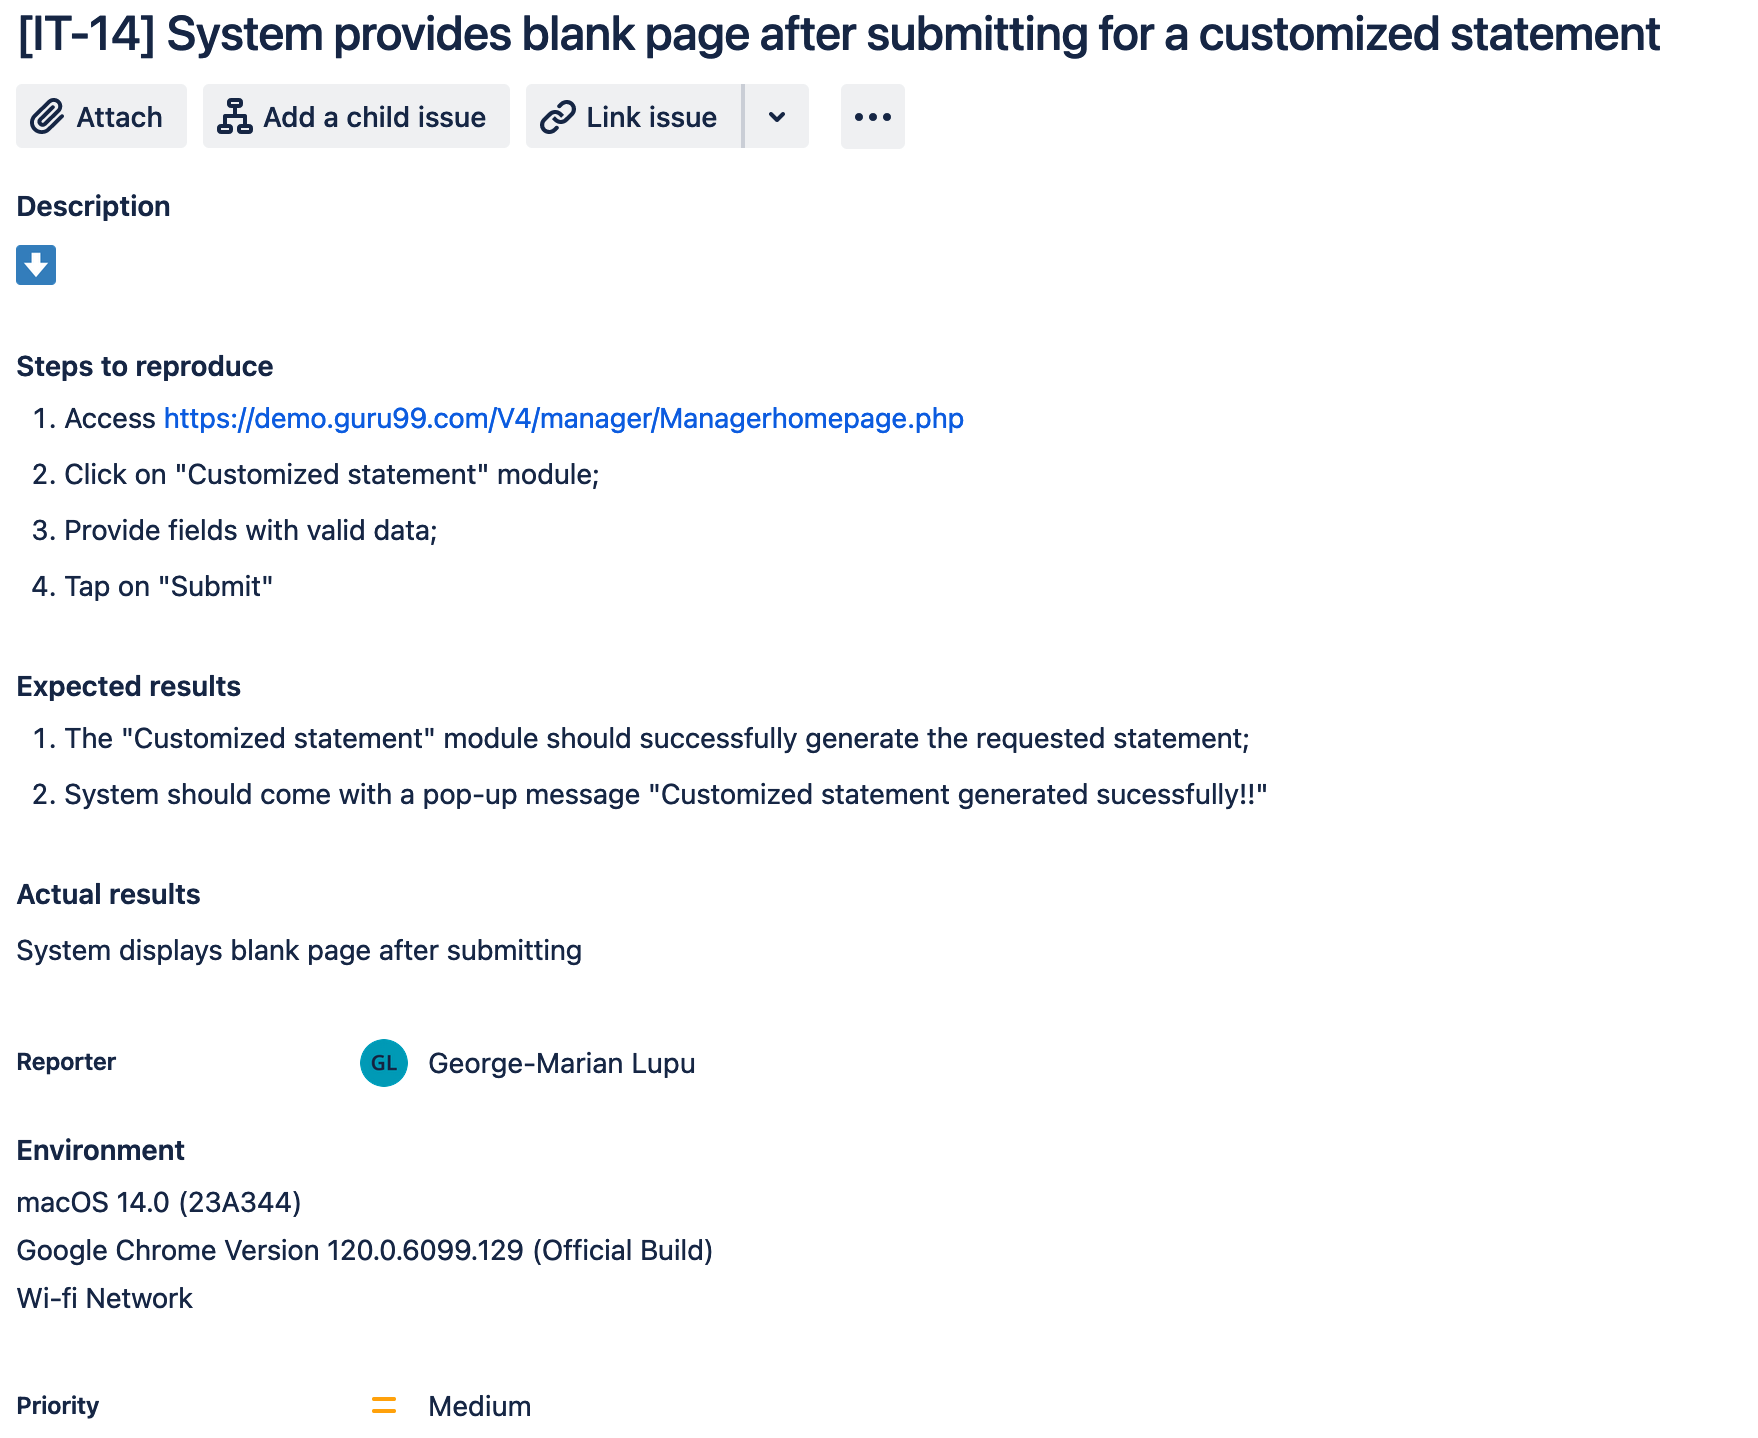 [IT-14] System provides blank page after submitting for a customized statement
Attach Add a child issue Link issue
Description
Steps to reproduce
1. Access https://demo.guru99.com/V4/manager/Managerhomepage.php
2. Click on "Customized statement" module;
3. Provide fields with valid data;
4. Tap on "Submit"
Expected results
1. The "Customized statement" module should successfully generate the requested statement;
2. System should come with a pop-up message "Customized statement generated sucessfully!!"
Actual results
System displays blank page after submitting
Reporter GL George-Marian Lupu
Environment
macOS 14.0 (23A344)
Google Chrome Version 120.0.6099.129 (Official Build)
Wi-fi Network
Priority Medium